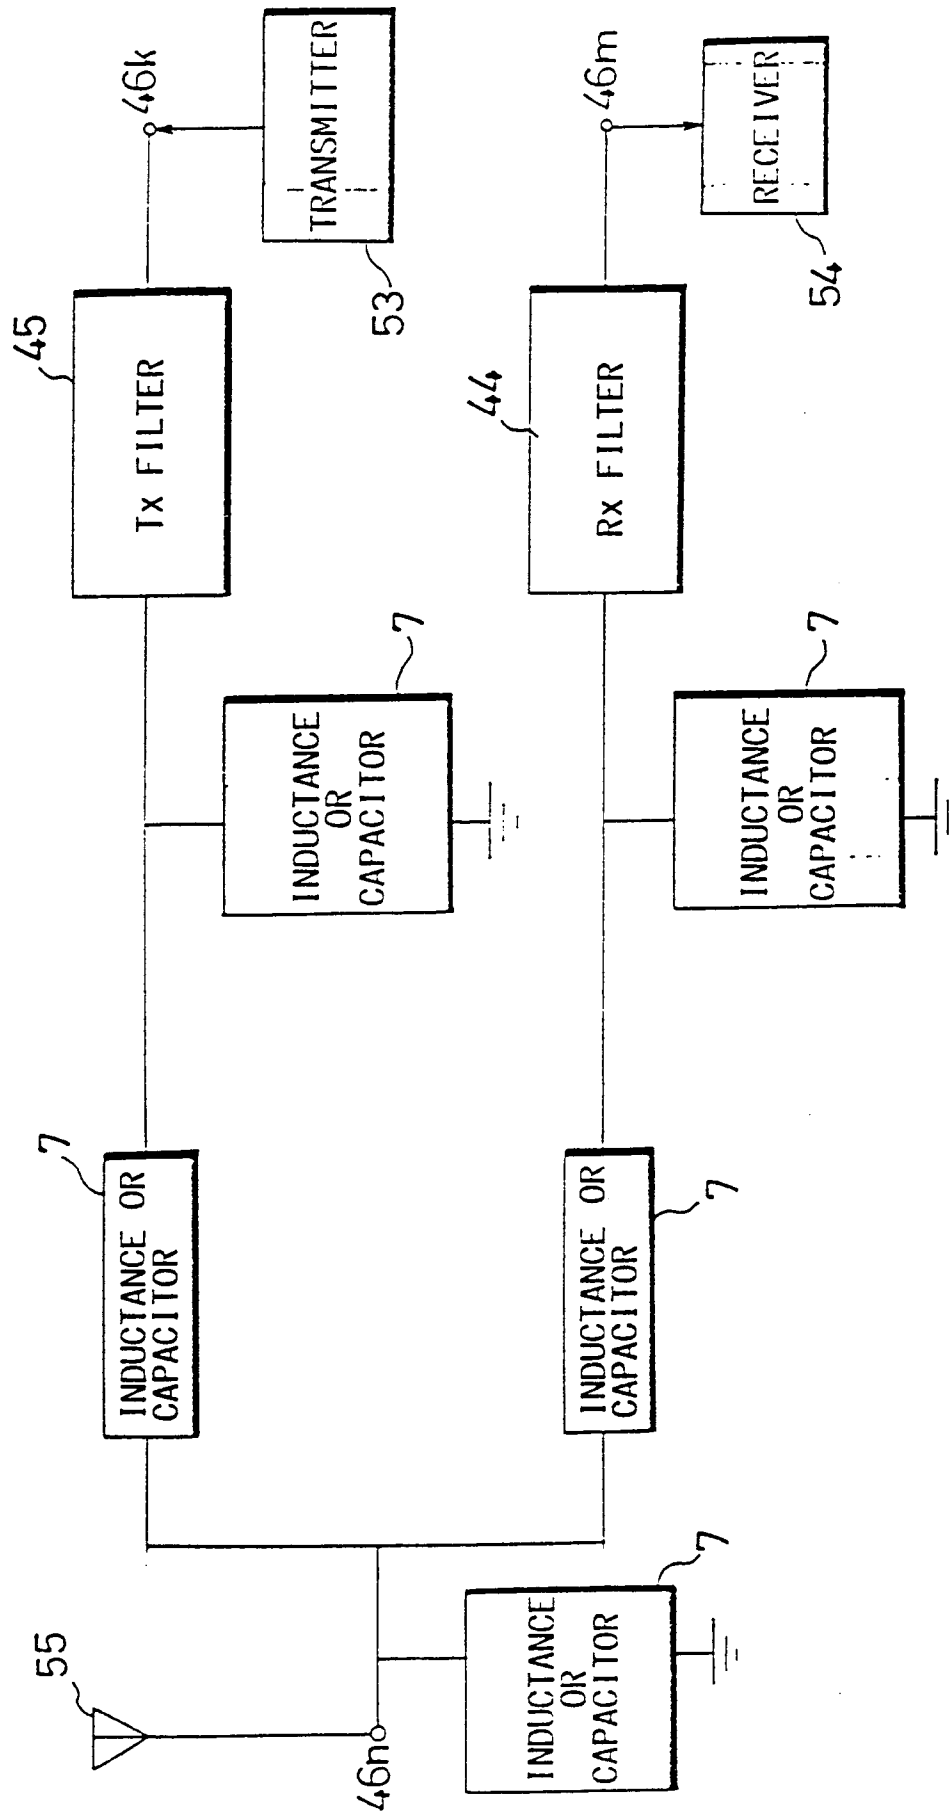 55
46n
INDUCTANCE
OR
CAPACITOR
7
INDUCTANCE OR
CAPACITOR
7
INDUCTANCE
OR
CAPACITOR
7
Tx FILTER
45
46k
TRANSMITTER
53
INDUCTANCE OR
CAPACITOR
7
INDUCTANCE
OR
CAPACITOR
7
Rx FILTER
44
46m
RECEIVER
54